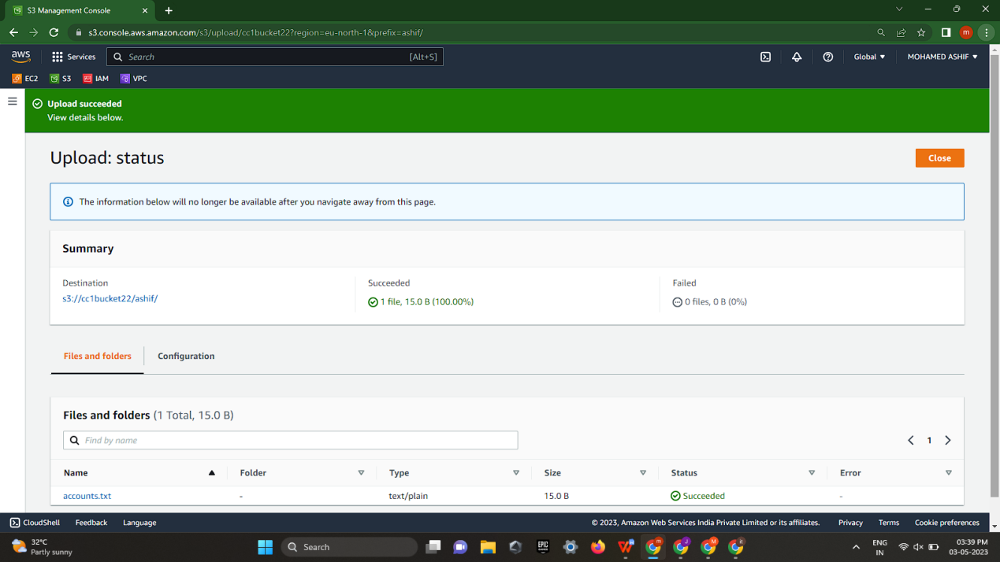 S3 Management Console
s3.console.aws.amazon.com/s3/upload/cc1bucket22?region=eu-north-1&prefix=ashif/
m
aws
Services
Search
[Alt+S]
Global
MOHAMED ASHIF
EC2
S3
IAM
VPC
Upload succeeded
View details below.
Upload: status
Close
The information below will no longer be available after you navigate away from this page.
Summary
Destination
s3://cc1bucket22/ashif/
Succeeded
1 file, 15.0 B (100.00%)
Failed
0 files, 0 B (0%)
Files and folders
Configuration
Files and folders (1 Total, 15.0 B)
Find by name
1
Name
Folder
Type
Size
Status
Error
accounts.txt
-
text/plain
15.0 B
Succeeded
-
CloudShell
Feedback
Language
© 2023, Amazon Web Services India Private Limited or its affiliates.
Privacy
Terms
Cookie preferences
32°C
Partly sunny
Search
EPIC
m
J
M
it
ENG
IN
03:39 PM
03-05-2023